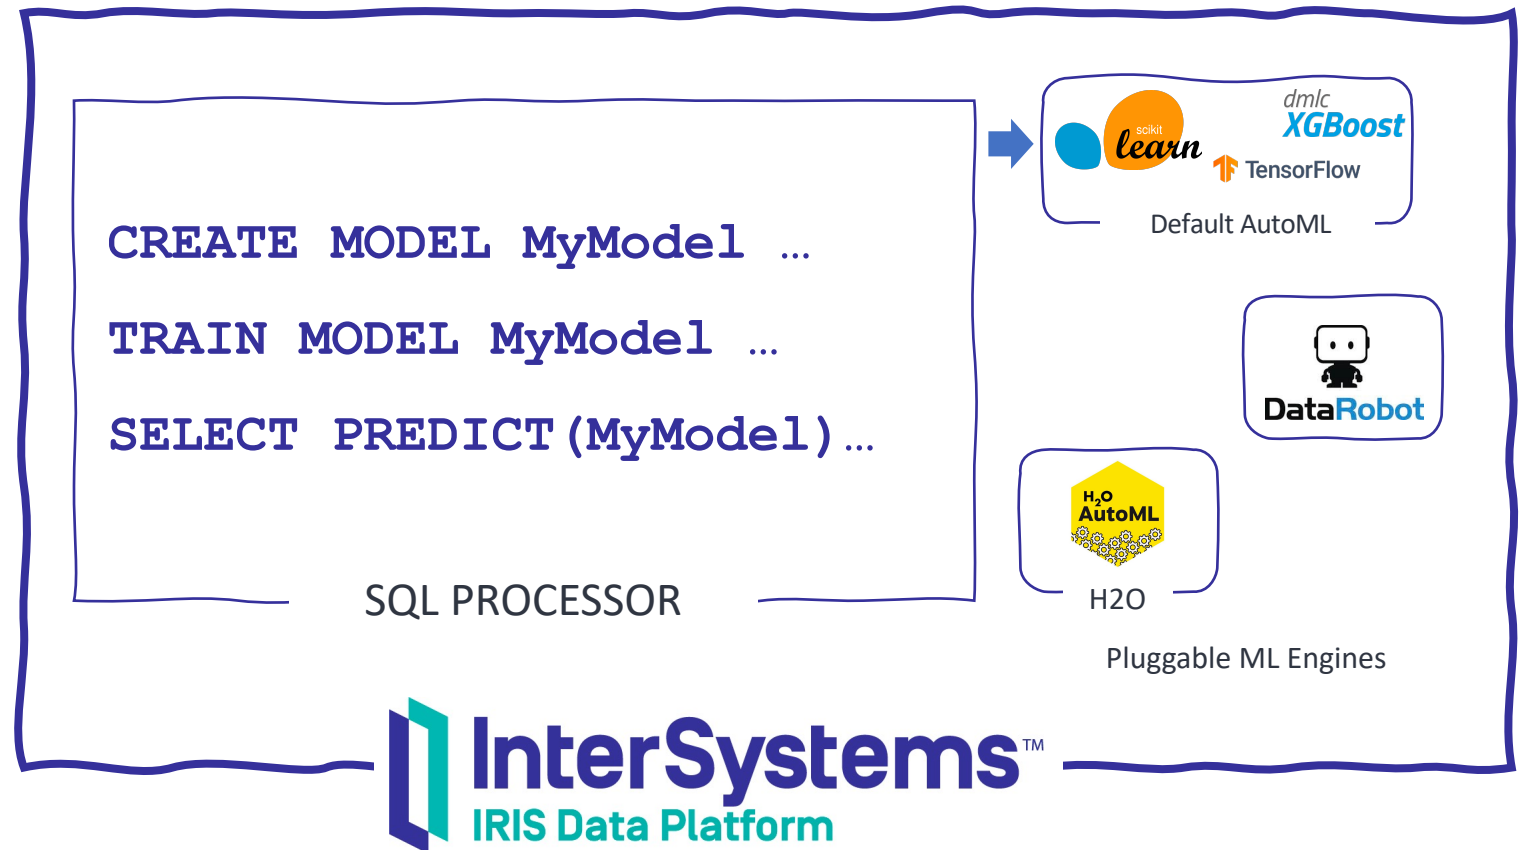 CREATE MODEL MyModel …
TRAIN MODEL MyModel …
SELECT PREDICT(MyModel)…
SQL PROCESSOR
scikit
learn
dmlc
XGBoost
TensorFlow
Default AutoML
DataRobot
H2O
AutoML
H2O
Pluggable ML Engines
InterSystems™
IRIS Data Platform